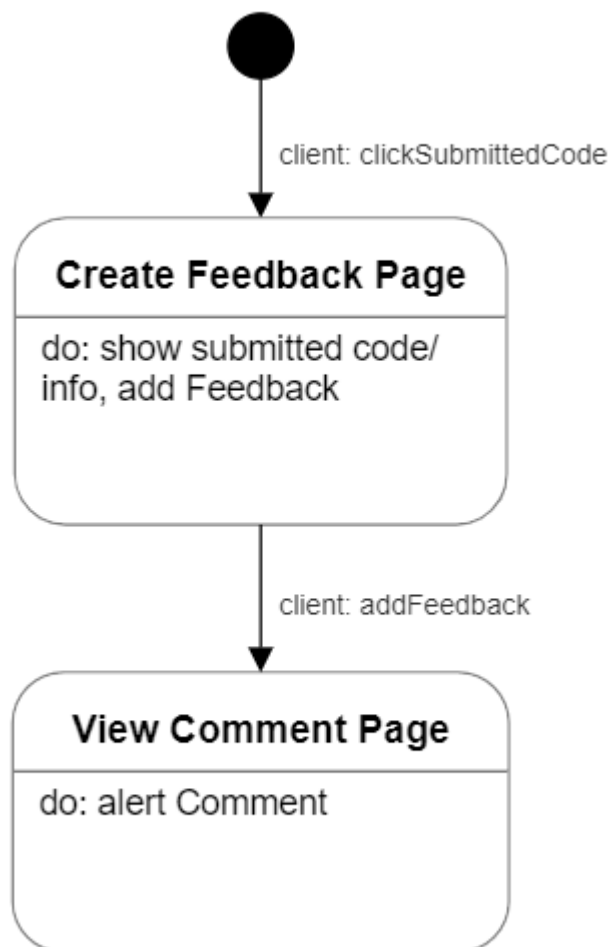 client: clickSubmittedCode
Create Feedback Page
do: show submitted code/
info, add Feedback
client: addFeedback
View Comment Page
do: alert Comment